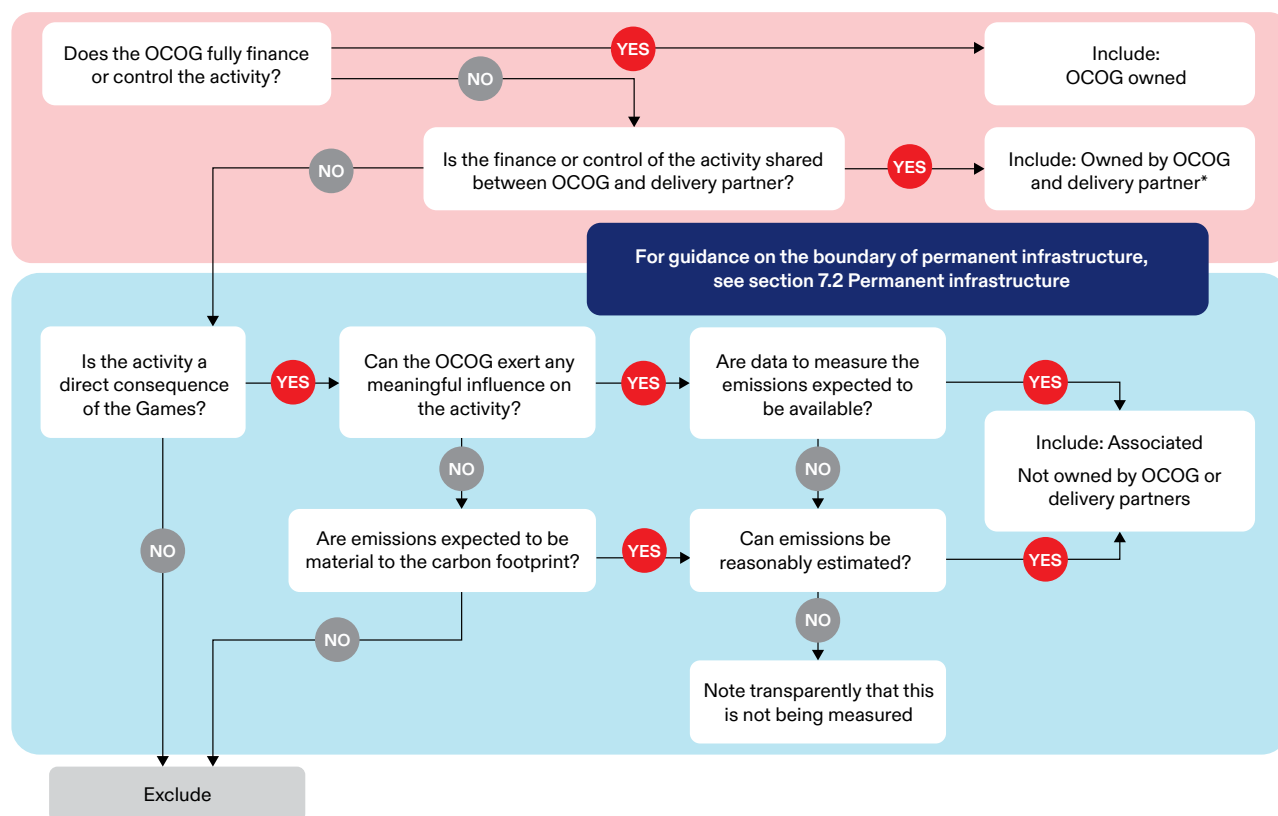 Does the OCOG fully finance
or control the activity?
YES
Include:
OCOG owned
NO
Is the finance or control of the activity shared
between OCOG and delivery partner?
NO
YES
Include: Owned by OCOG
and delivery partner*
For guidance on the boundary of permanent infrastructure,
see section 7.2 Permanent infrastructure
Is the activity a
direct consequence
of the Games?
YES
Can the OCOG exert any
meaningful influence on
the activity?
YES
Are data to measure the
emissions expected to
be available?
YES
Include: Associated
Not owned by OCOG or
delivery partners
NO
NO
NO
Are emissions expected to be
material to the carbon footprint?
YES
Can emissions be
reasonably estimated?
YES
NO
NO
Note transparently that this
is not being measured
Exclude